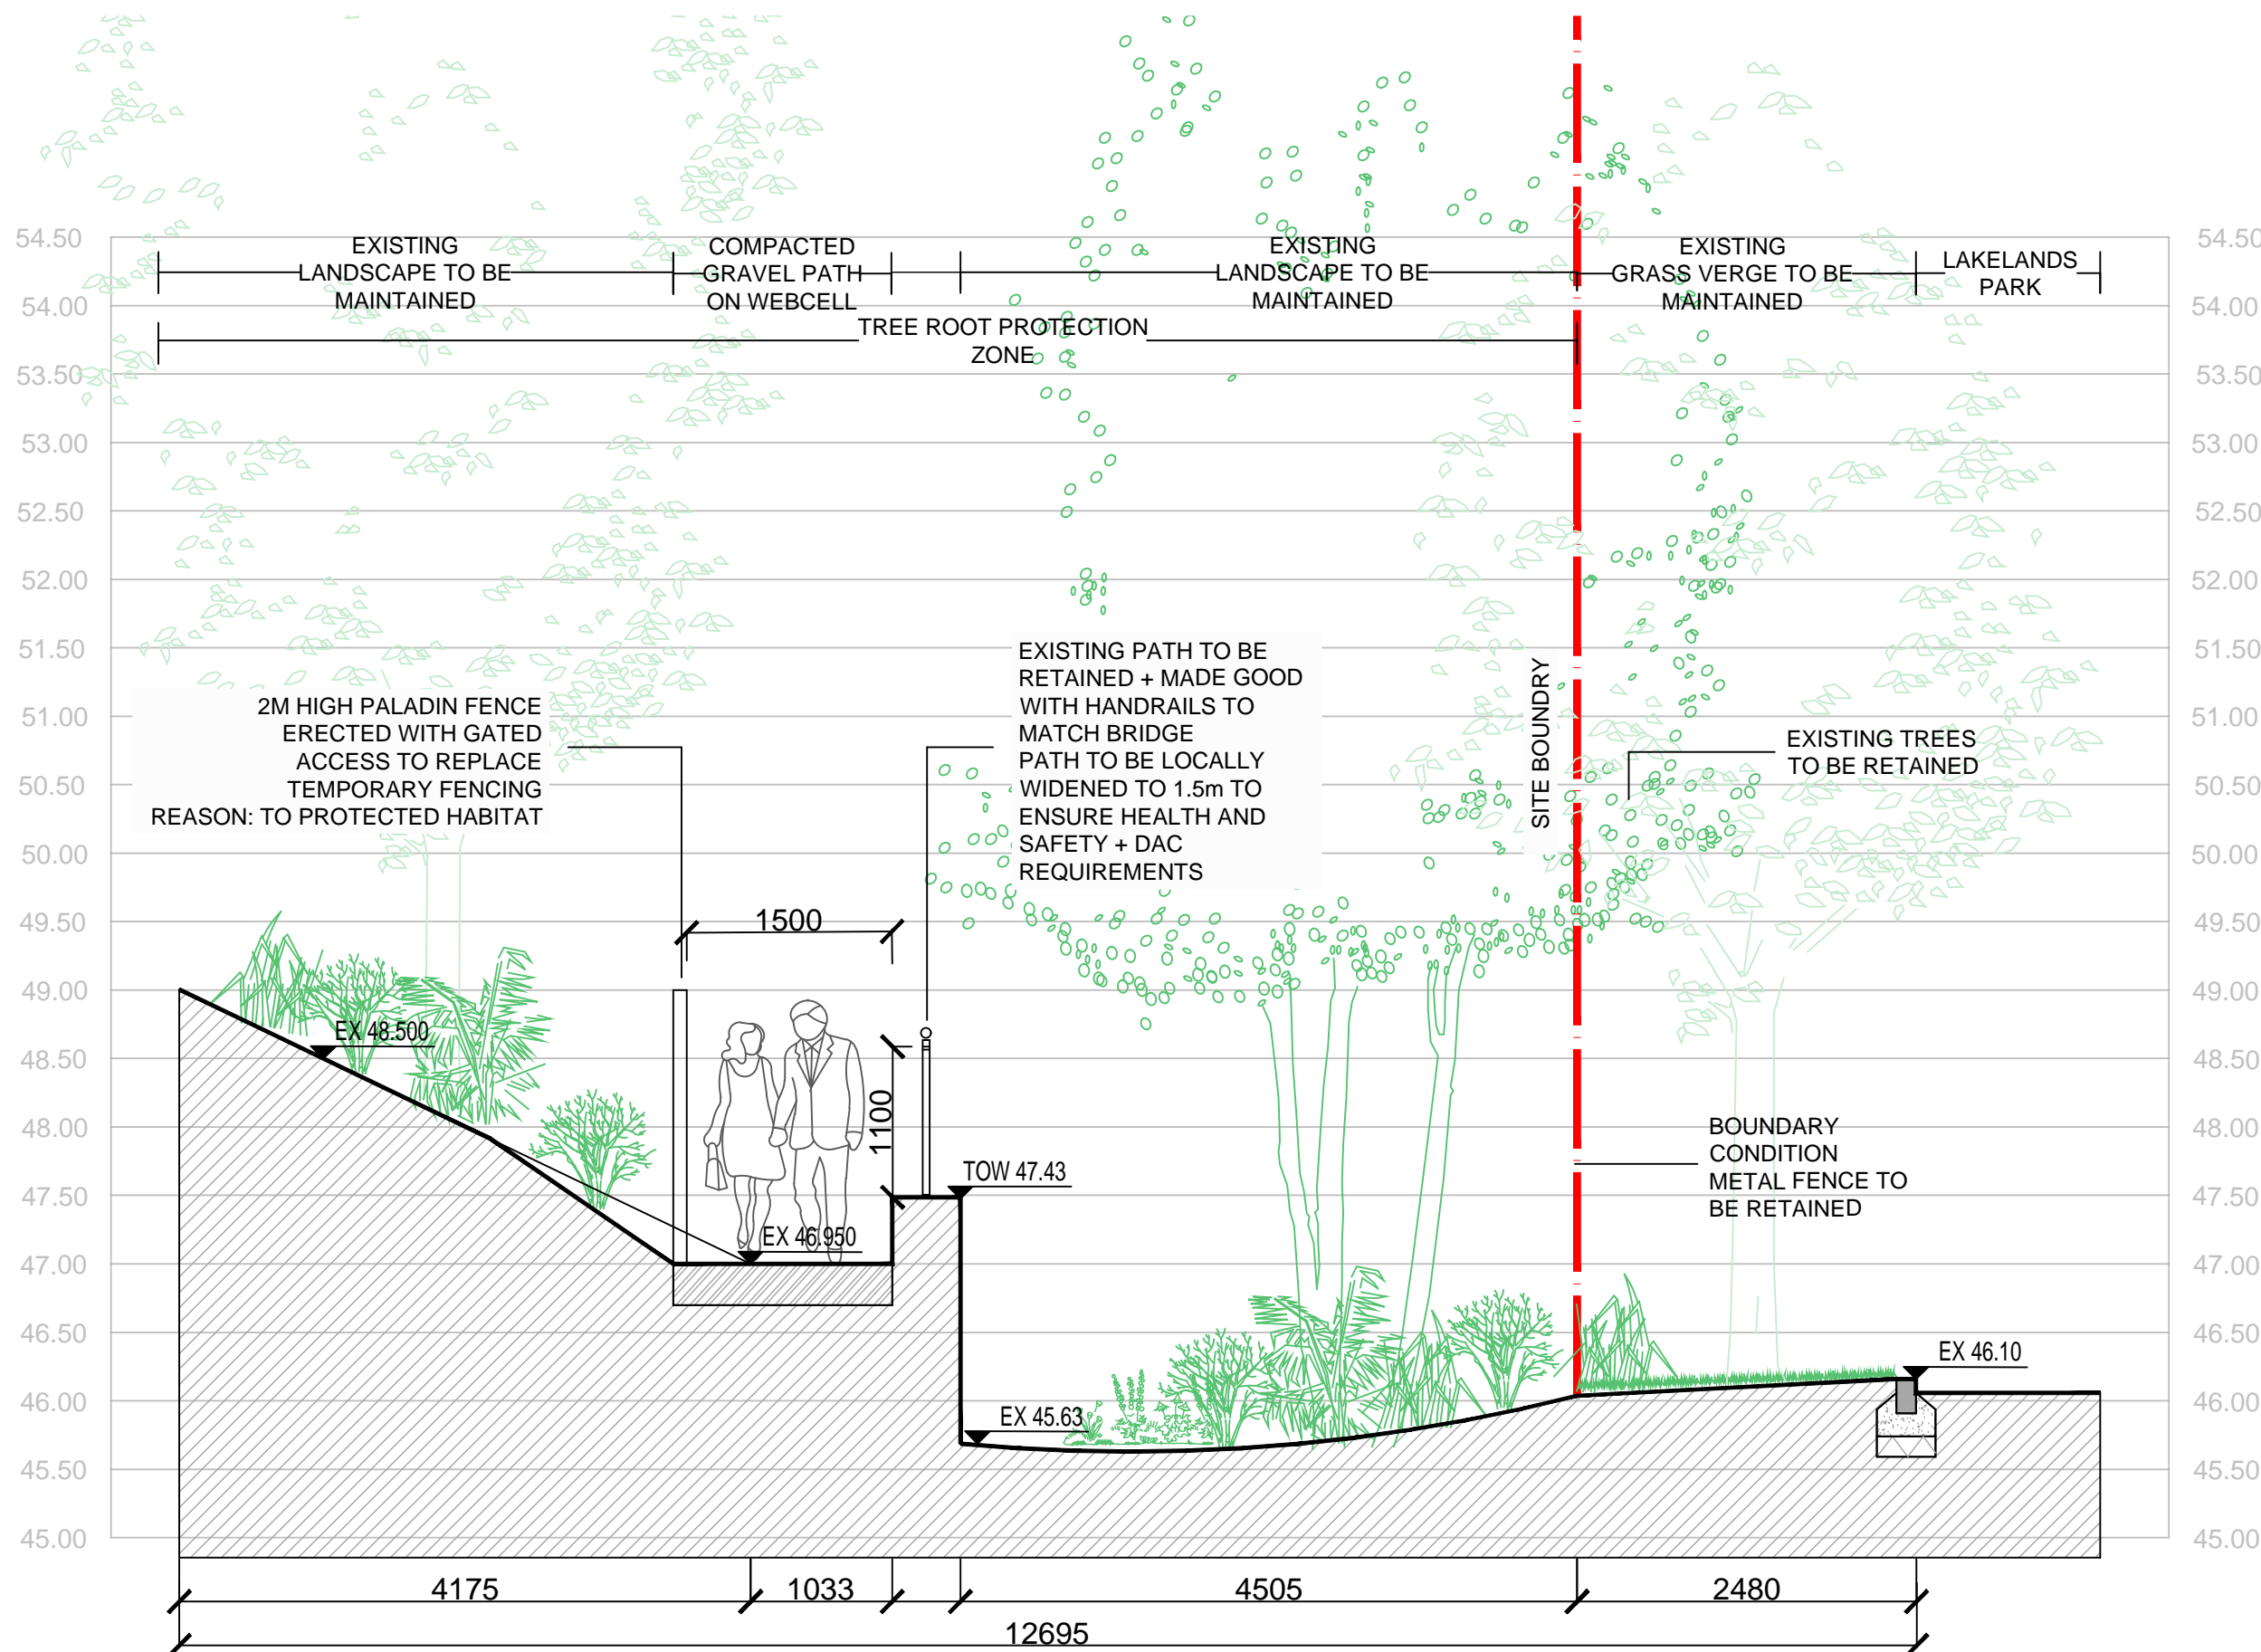 54.50
54.00
53.50
53.00
52.50
52.00
51.50
51.00
50.50
50.00
49.50
49.00
48.50
48.00
47.50
47.00
46.50
46.00
45.50
45.00
EXISTING
LANDSCAPE TO BE
MAINTAINED
COMPACTED
GRAVEL PATH
ON WEBCELL
EXISTING
LANDSCAPE TO BE
MAINTAINED
EXISTING
GRASS VERGE TO BE
MAINTAINED
LAKELANDS
PARK
TREE ROOT PROTECTION
ZONE
2M HIGH PALADIN FENCE
ERECTED WITH GATED
ACCESS TO REPLACE
TEMPORARY FENCING
REASON: TO PROTECTED HABITAT
EXISTING PATH TO BE
RETAINED + MADE GOOD
WITH HANDRAILS TO
MATCH BRIDGE
PATH TO BE LOCALLY
WIDENED TO 1.5m TO
ENSURE HEALTH AND
SAFETY + DAC
REQUIREMENTS
SITE BOUNDRY
EXISTING TREES
TO BE RETAINED
1500
EX 48.500
1100
TOW 47.43
EX 46.950
BOUNDARY
CONDITION
METAL FENCE TO
BE RETAINED
EX 46.10
EX 45.63
54.50
54.00
53.50
53.00
52.50
52.00
51.50
51.00
50.50
50.00
49.50
49.00
48.50
48.00
47.50
47.00
46.50
46.00
45.50
45.00
4175
1033
4505
2480
12695